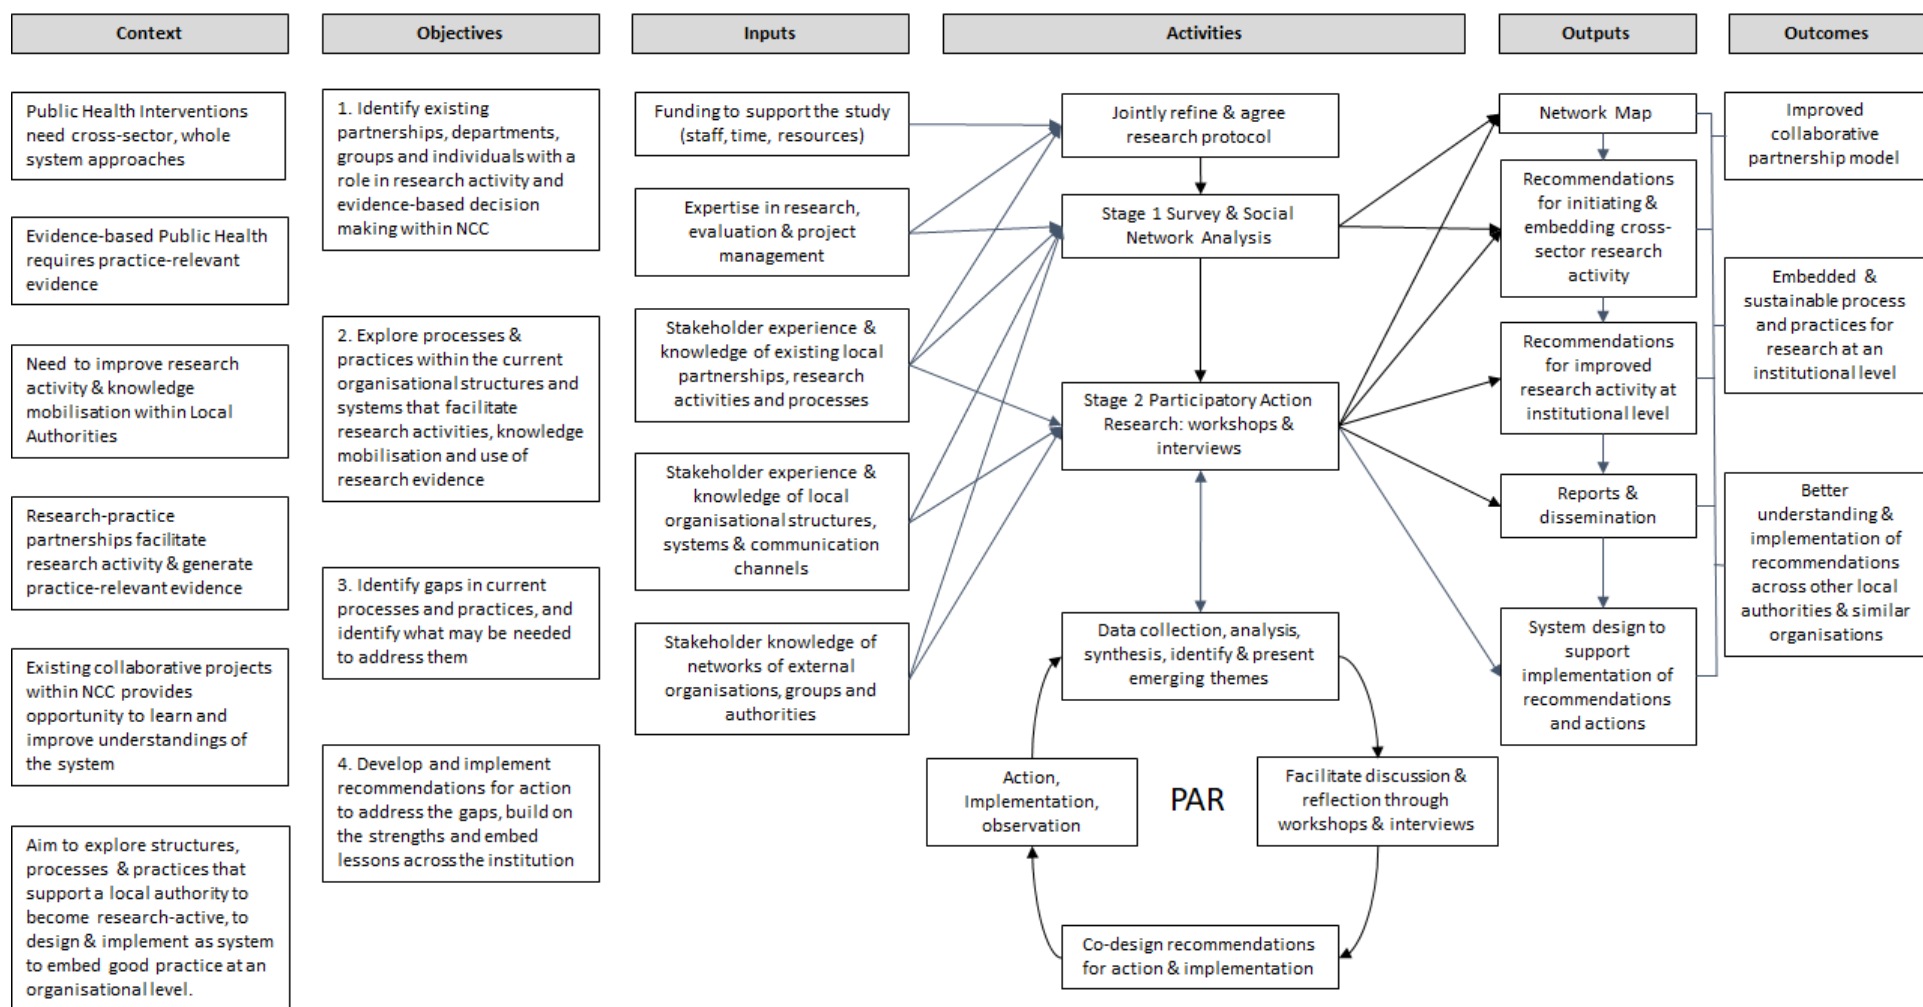 Context
Objectives
Inputs
Activities
Outputs
Outcomes
Public Health Interventions
need cross-sector, whole
system approaches
Evidence-based Public Health
requires practice-relevant
evidence
Need to improve research
activity & knowledge
mobilisation within Local
Authorities
Research-practice
partnerships facilitate
research activity & generate
practice-relevant evidence
Existing collaborative projects
within NCC provides
opportunity to learn and
improve understandings of
the system
Aim to explore structures,
processes & practices that
support a local authority to
become research-active, to
design & implement as system
to embed good practice at an
organisational level.
1. Identify existing
partnerships, departments,
groups and individuals with a
role in research activity and
evidence-based decision
making within NCC
2. Explore processes &
practices within the current
organisational structures and
systems that facilitate
research activities, knowledge
mobilisation and use of
research evidence
3. Identify gaps in current
processes and practices, and
identify what may be needed
to address them
4. Develop and implement
recommendations for action
to address the gaps, build on
the strengths and embed
lessons across the institution
Funding to support the study
(staff, time, resources)
Expertise in research,
evaluation & project
management
Stakeholder experience &
knowledge of existing local
partnerships, research
activities and processes
Stakeholder experience &
knowledge of local
organisational structures,
systems & communication
channels
Stakeholder knowledge of
networks of external
organisations, groups and
authorities
Jointly refine & agree
research protocol
Stage 1 Survey & Social
Network Analysis
Stage 2 Participatory Action
Research: workshops &
interviews
Data collection, analysis,
synthesis, identify & present
emerging themes
Action,
Implementation,
observation
PAR
Facilitate discussion &
reflection through
workshops & interviews
Co-design recommendations
for action & implementation
Network Map
Recommendations
for initiating &
embedding cross-
sector research
activity
Recommendations
for improved
research activity at
institutional level
Reports &
dissemination
System design to
support
implementation of
recommendations
and actions
Improved
collaborative
partnership model
Embedded &
sustainable process
and practices for
research at an
institutional level
Better
understanding &
implementation of
recommendations
across other local
authorities & similar
organisations